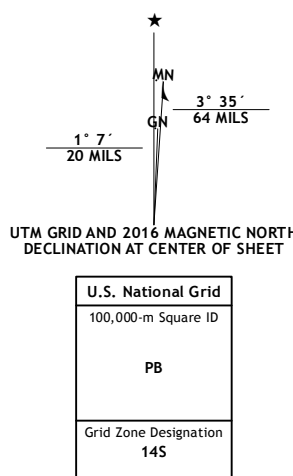 ★
MN
3° 35´
64 MILS
GN
1° 7´
20 MILS
UTM GRID AND 2016 MAGNETIC NORTH
DECLINATION AT CENTER OF SHEET
U.S. National Grid
100,000-m Square ID
PB
Grid Zone Designation
14S